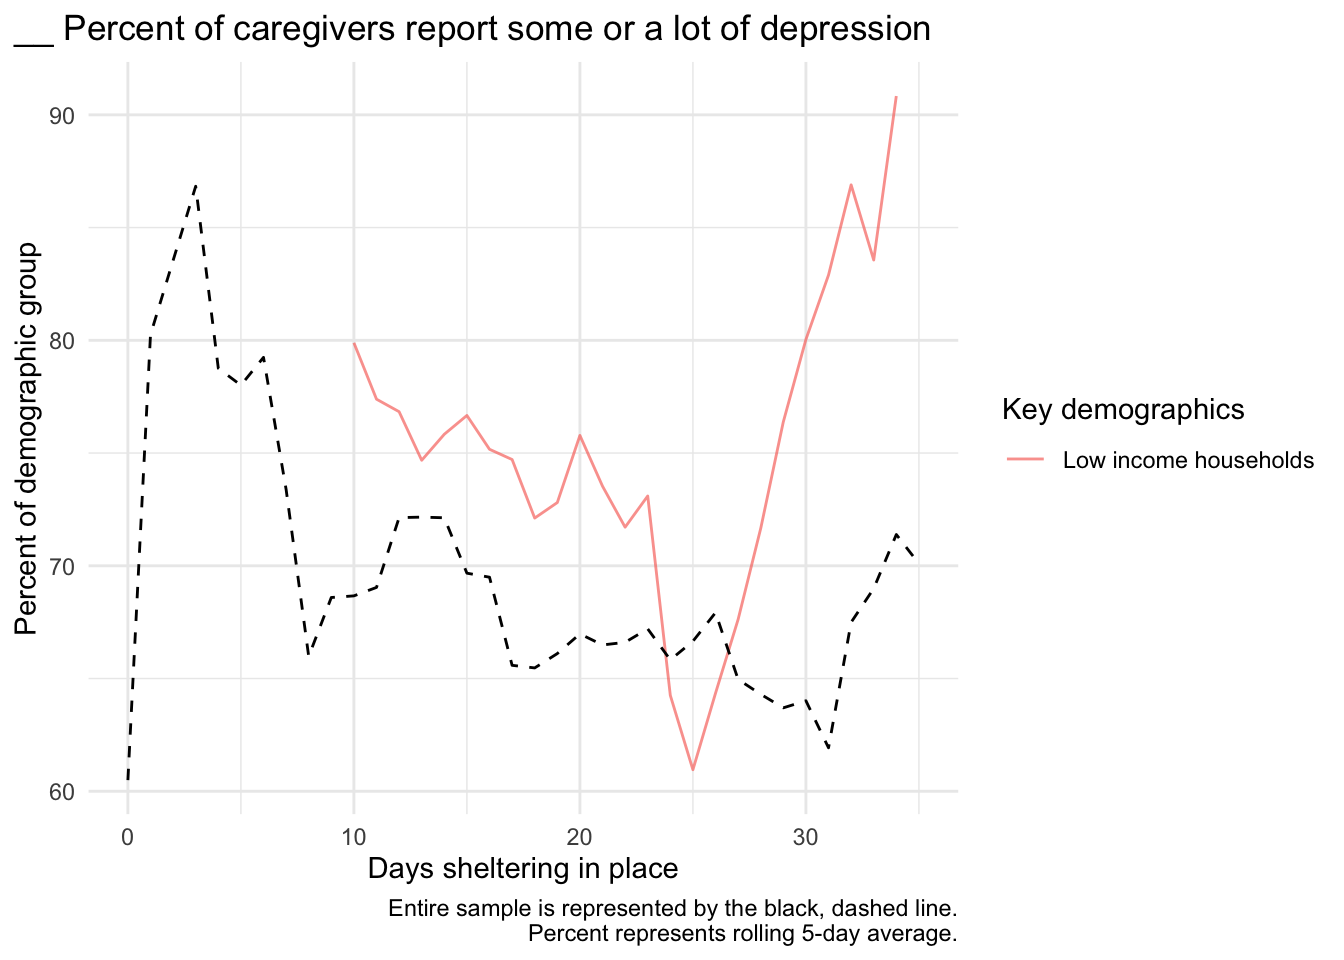 __ Percent of caregivers report some or a lot of depression
Percent of demographic group
90
80
70
60
0
10
20
30
Days sheltering in place
Key demographics
Low income households
Entire sample is represented by the black, dashed line.
Percent represents rolling 5-day average.